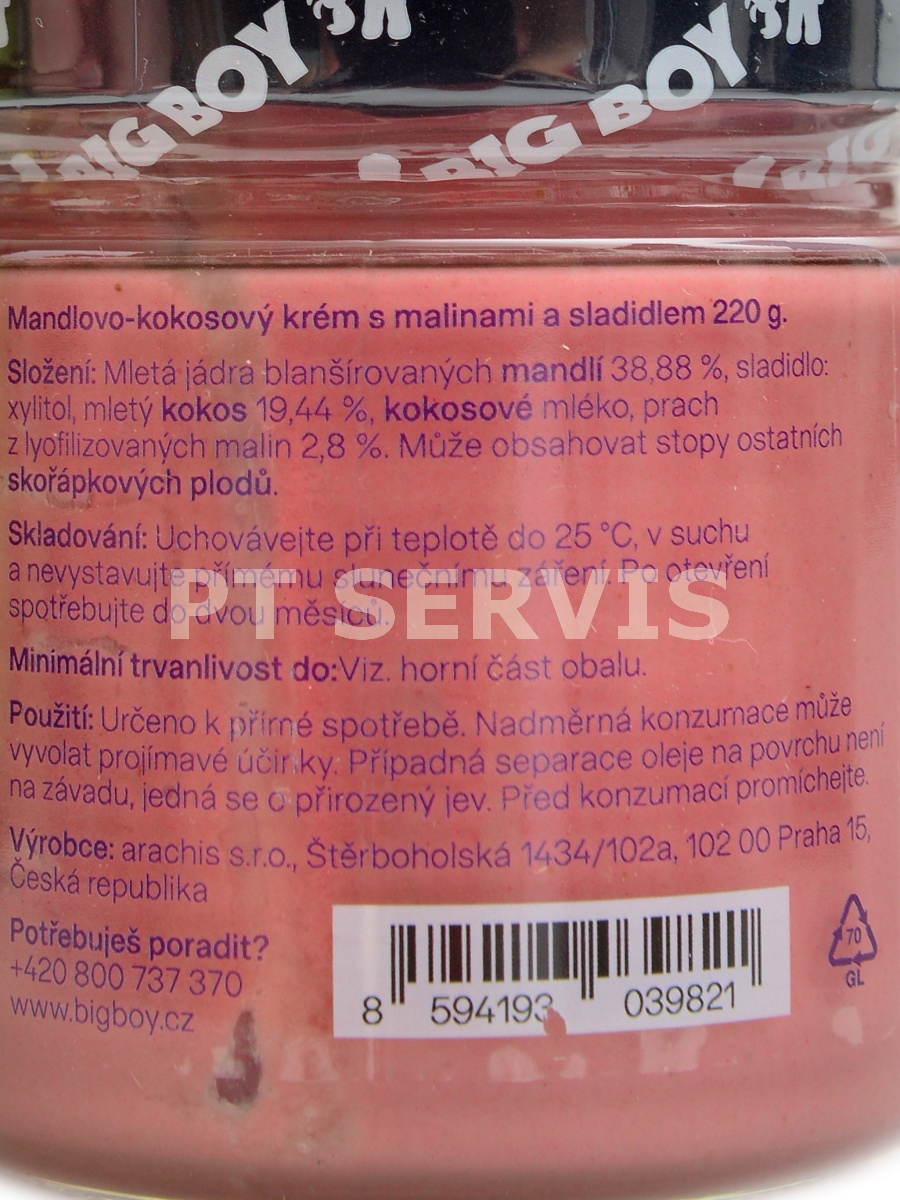 BIG BOY
BIG BOY
BIG
Mandlovo-kokosový krém s malinami a sladidlem 220 g.
Složení: Mletá jádra blanšírovaných mandlí 38,88 %, sladidlo:
xylitol, mletý kokos 19,44 %, kokosové mléko, prach
z lyofilizovaných malin 2,8 %. Může obsahovat stopy ostatních
skořápkových plodů.
Skladování: Uchovávejte při teplotě do 25 °C, v suchu
a nevystavujte přímému slunečnímu záření. Po otevření
spotřebujte do dvou měsíců.
PT SERVIS
Minimální trvanlivost do:Viz. horní část obalu.
Použití: Určeno k přímé spotřebě. Nadměrná konzumace může
vyvolat projímavé účinky. Případná separace oleje na povrchu není
na závadu, jedná se o přirozený jev. Před konzumací promíchejte.
Výrobce: arachis s.r.o., Štěrboholská 1434/102a, 102 00 Praha 15,
Česká republika
Potřebuješ poradit?
+420 800 737 370
www.bigboy.cz
8 594193 039821
70
GL